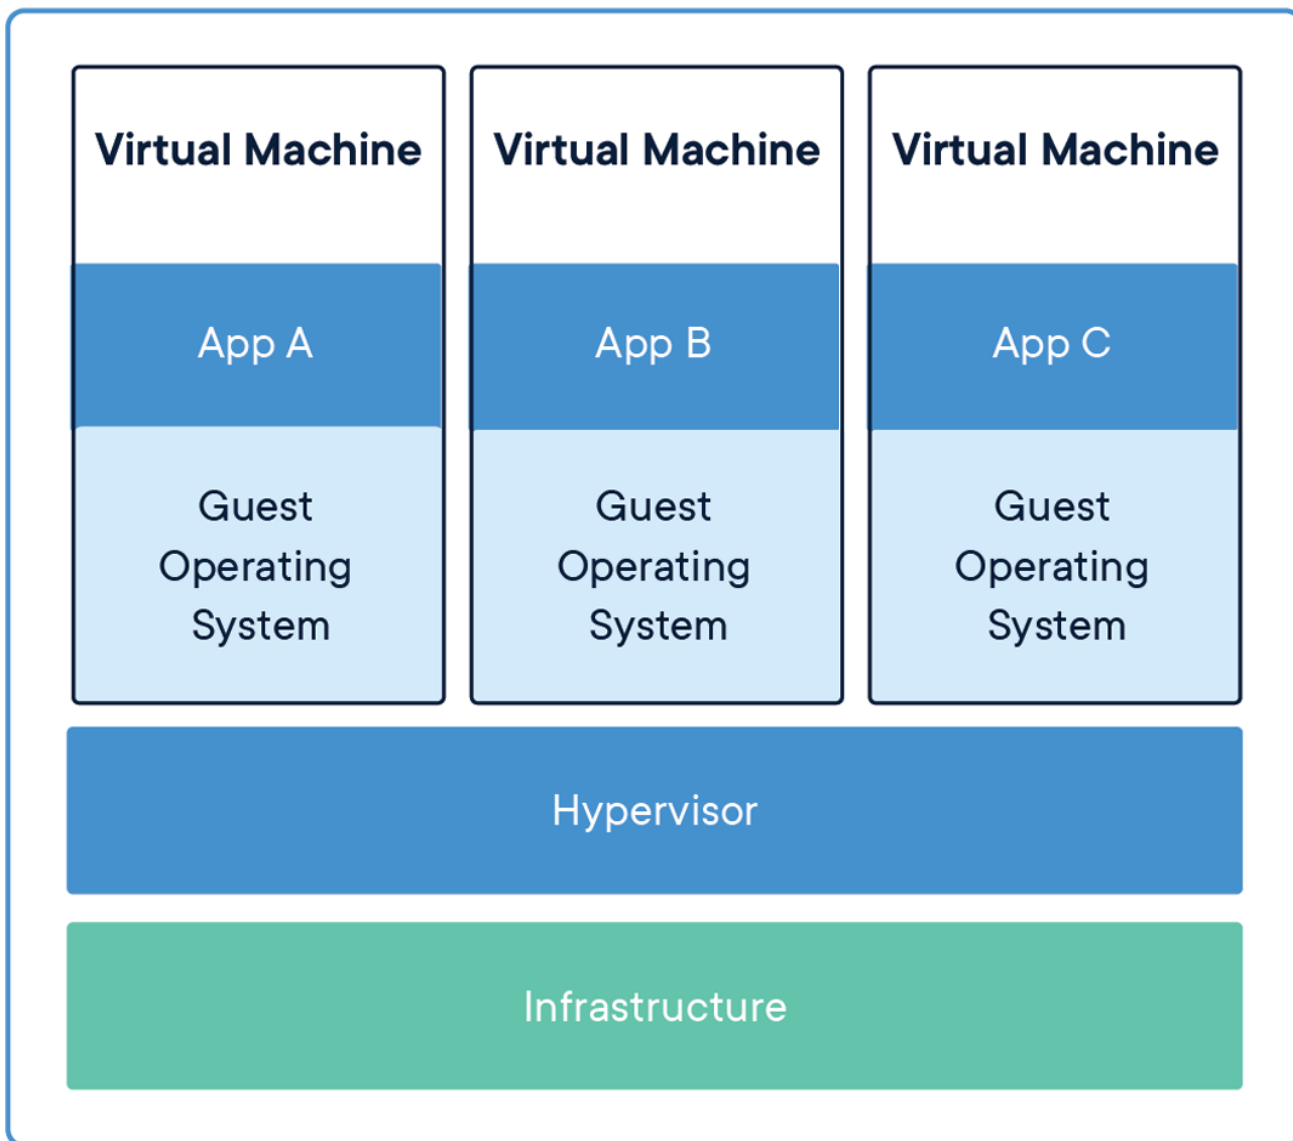 Virtual Machine
Virtual Machine
Virtual Machine
App A
App B
App C
Guest
Operating
System
Guest
Operating
System
Guest
Operating
System
Hypervisor
Infrastructure